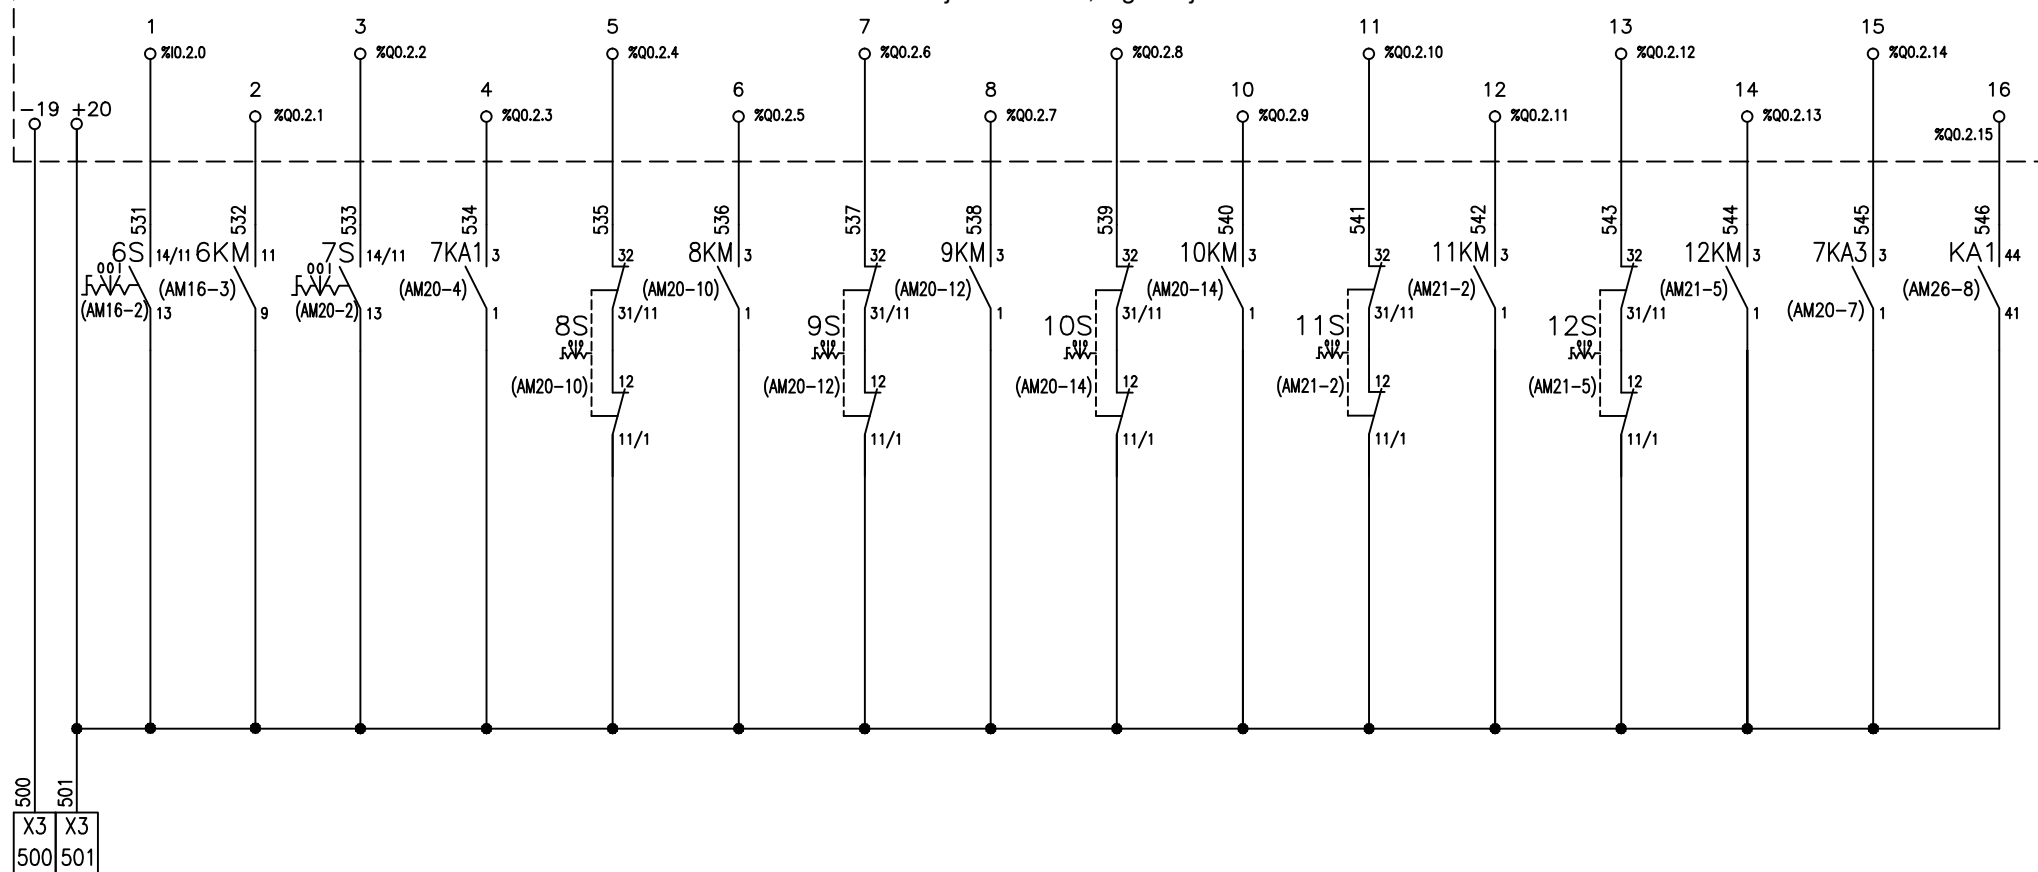 1 3 5 7 9 11 13 15
%I0.2.0 %Q0.2.2 %Q0.2.4 %Q0.2.6 %Q0.2.8 %Q0.2.10 %Q0.2.12 %Q0.2.14
2 4 6 8 10 12 14 16
-19 +20
%Q0.2.1 %Q0.2.3 %Q0.2.5 %Q0.2.7 %Q0.2.9 %Q0.2.11 %Q0.2.13
%Q0.2.15
531 532 533 534 535 536 537 538 539 540 541 542 543 544 545 546
6S 14/11 6KM 11 7S 14/11 7KA1 3 32 8KM 3 32 9KM 3 32 10KM 3 32 11KM 3 32 12KM 3 7KA3 3 KA1 44
001 001
(AM16-3) (AM20-4) (AM20-10) (AM20-12) (AM20-14) (AM21-2) (AM21-5) (AM26-8)
(AM16-2) 13 9 (AM20-2) 13 1 31/11 1 31/11 1 31/11 1 31/11 1 31/11 1 (AM20-7) 1 41
8S 9S 10S 11S 12S
(AM20-10) 12 (AM20-12) 12 (AM20-14) 12 (AM21-2) 12 (AM21-5) 12
11/1 11/1 11/1 11/1 11/1
500 501
X3 X3
500 501